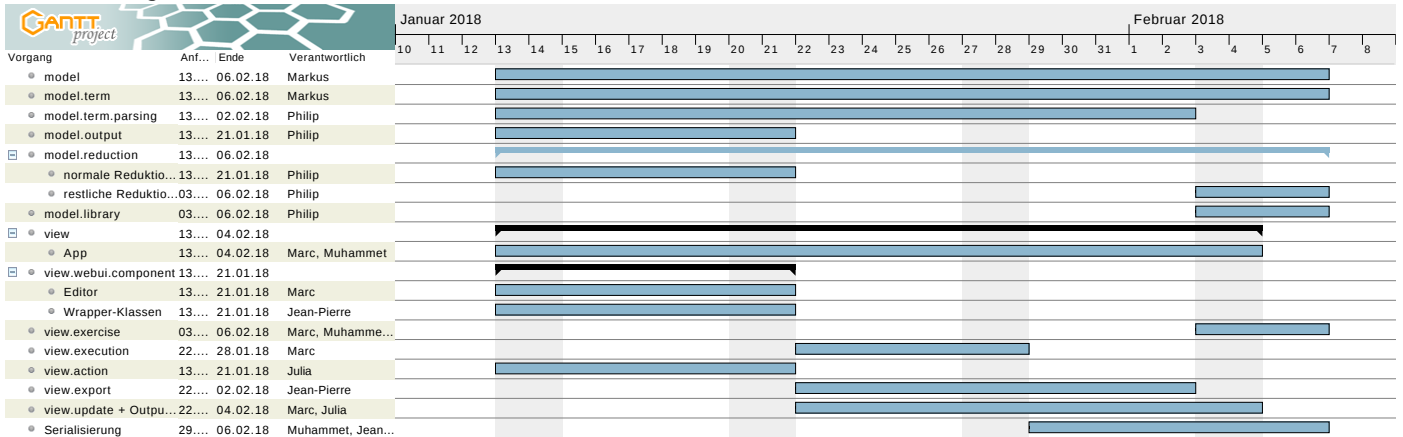 GANTT project
Januar 2018
Februar 2018
10 11 12 13 14 15 16 17 18 19 20 21 22 23 24 25 26 27 28 29 30 31 1 2 3 4 5 6 7 8
Vorgang Anf... Ende Verantwortlich
model 13.... 06.02.18 Markus
model.term 13.... 06.02.18 Markus
model.term.parsing 13.... 02.02.18 Philip
model.output 13.... 21.01.18 Philip
model.reduction 13.... 06.02.18
normale Reduktio... 13.... 21.01.18 Philip
restliche Reduktio... 03.... 06.02.18 Philip
model.library 03.... 06.02.18 Philip
view 13.... 04.02.18
App 13.... 04.02.18 Marc, Muhammet
view.webui.component 13.... 21.01.18
Editor 13.... 21.01.18 Marc
Wrapper-Klassen 13.... 21.01.18 Jean-Pierre
view.exercise 03.... 06.02.18 Marc, Muhamme...
view.execution 22.... 28.01.18 Marc
view.action 13.... 21.01.18 Julia
view.export 22.... 02.02.18 Jean-Pierre
view.update + Outpu... 22.... 04.02.18 Marc, Julia
Serialisierung 29.... 06.02.18 Muhammet, Jean...